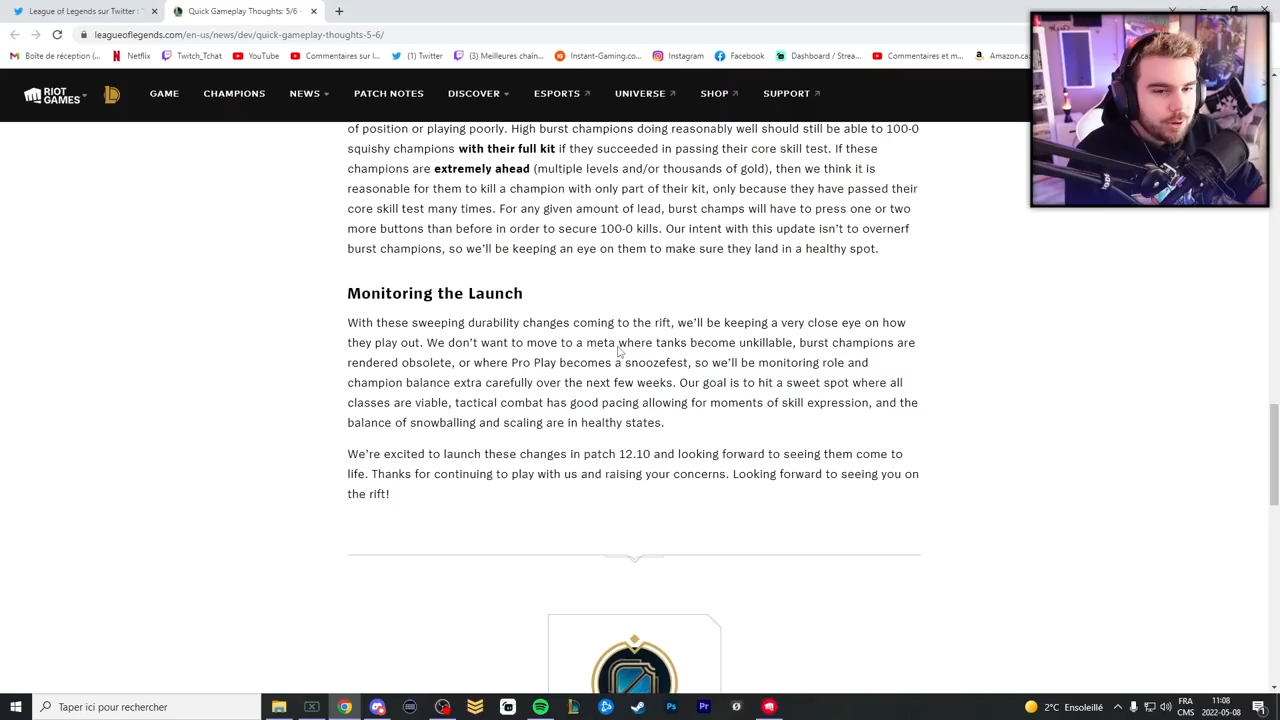 League of Legends sur Twitter : "
Quick Gameplay Thoughts: 5/6 -
leagueoflegends.com/en-us/news/dev/quick-gameplay-thoughts-5-6/
Boîte de réception (...
Netflix
Twitch_Tchat
YouTube
Commentaires sur l...
(1) Twitter
(3) Meilleures chaîn...
Instant-Gaming.co...
Instagram
Facebook
Dashboard / Strea...
Commentaires et m...
Amazon.ca
RIOT GAMES
GAME
CHAMPIONS
NEWS
PATCH NOTES
DISCOVER
ESPORTS
UNIVERSE
SHOP
SUPPORT
of position or playing poorly. High burst champions doing reasonably well should still be able to 100-0
squishy champions with their full kit if they succeeded in passing their core skill test. If these
champions are extremely ahead (multiple levels and/or thousands of gold), then we think it is
reasonable for them to kill a champion with only part of their kit, only because they have passed their
core skill test many times. For any given amount of lead, burst champs will have to press one or two
more buttons than before in order to secure 100-0 kills. Our intent with this update isn't to overnerf
burst champions, so we'll be keeping an eye on them to make sure they land in a healthy spot.
Monitoring the Launch
With these sweeping durability changes coming to the rift, we'll be keeping a very close eye on how
they play out. We don't want to move to a meta where tanks become unkillable, burst champions are
rendered obsolete, or where Pro Play becomes a snoozefest, so we'll be monitoring role and
champion balance extra carefully over the next few weeks. Our goal is to hit a sweet spot where all
classes are viable, tactical combat has good pacing allowing for moments of skill expression, and the
balance of snowballing and scaling are in healthy states.
We're excited to launch these changes in patch 12.10 and looking forward to seeing them come to
life. Thanks for continuing to play with us and raising your concerns. Looking forward to seeing you on
the rift!
Taper ici pour rechercher
Ps
Pr
2°C Ensoleillé
FRA
CMS
11:08
2022-05-08